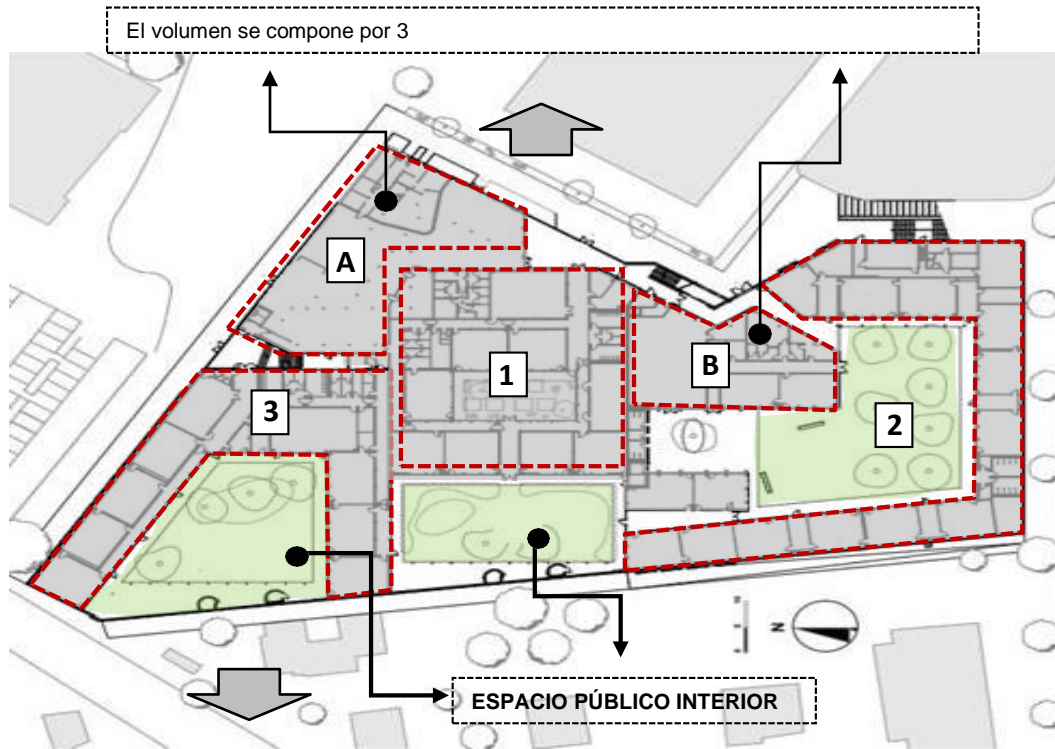 El volumen se compone por 3
A
1
B
3
2
N
ESPACIO PÚBLICO INTERIOR